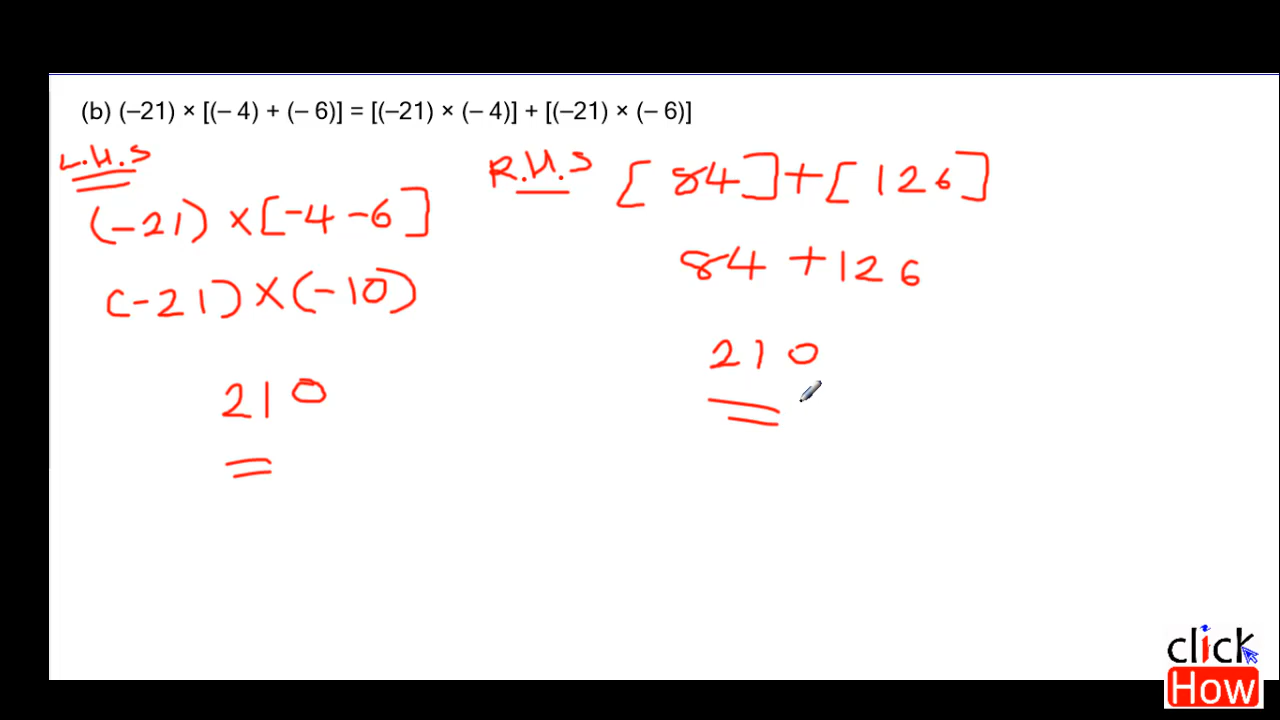 (b) (–21) × [(– 4) + (– 6)] = [(–21) × (– 4)] + [(–21) × (– 6)]
L.H.S
(-21) × [-4 -6]
(-21) × (-10)
210
R.H.S [84] + [126]
84 + 126
210
click
How